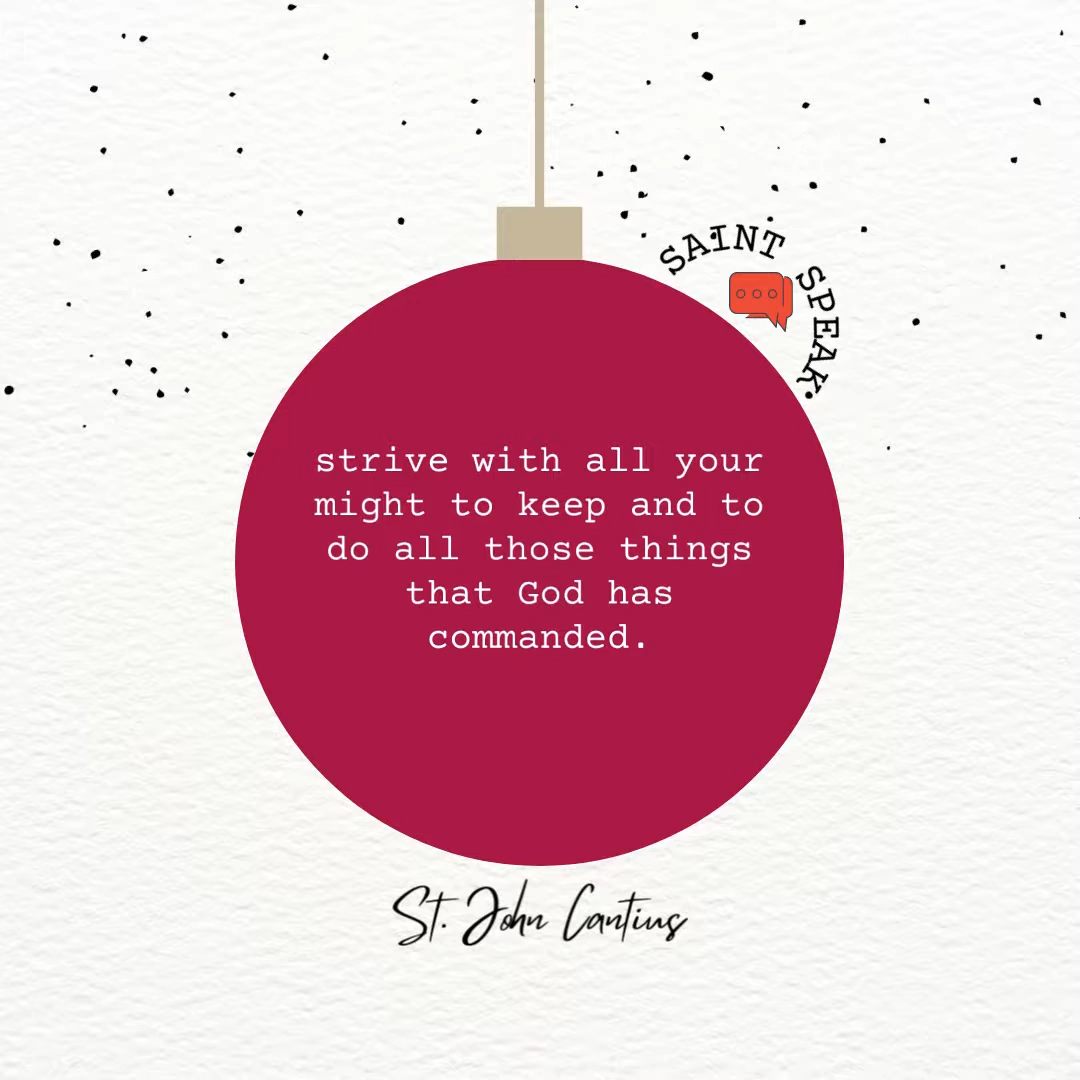 SAINT SPEAK.
strive with all your
might to keep and to
do all those things
that God has
commanded.
St. John Cantius